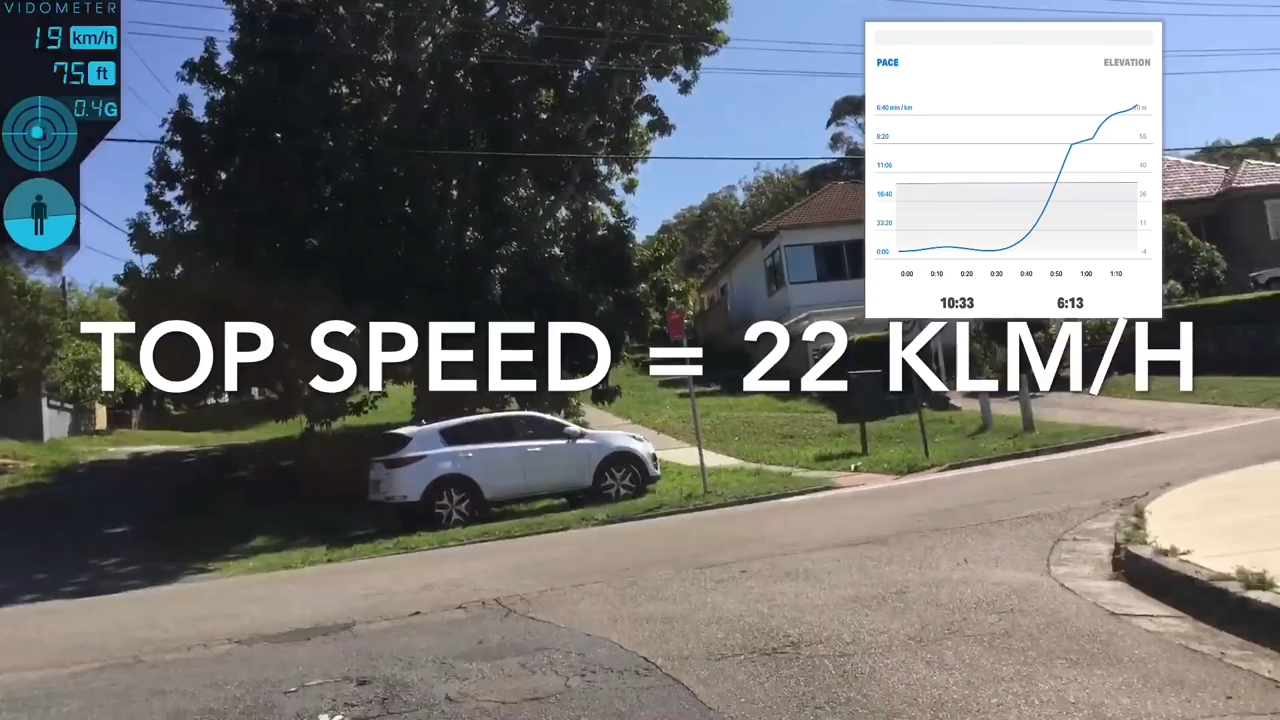 VIDOMETER
19 km/h
75 ft
0.4G
PACE ELEVATION
6:40 min/km
8:20 55
11:06 40
16:40 26
33:20 11
0:00 -4
0:00 0:10 0:20 0:30 0:40 0:50 1:00 1:10
10:33 6:13
TOP SPEED = 22 KLM/H